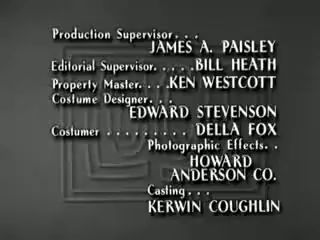 Production Supervisor...
JAMES A. PAISLEY
Editorial Supervisor.....BILL HEATH
Property Master....KEN WESTCOTT
Costume Designer...
EDWARD STEVENSON
Costumer ......... DELLA FOX
Photographic Effects..
HOWARD
ANDERSON CO.
Casting...
KERWIN COUGHLIN